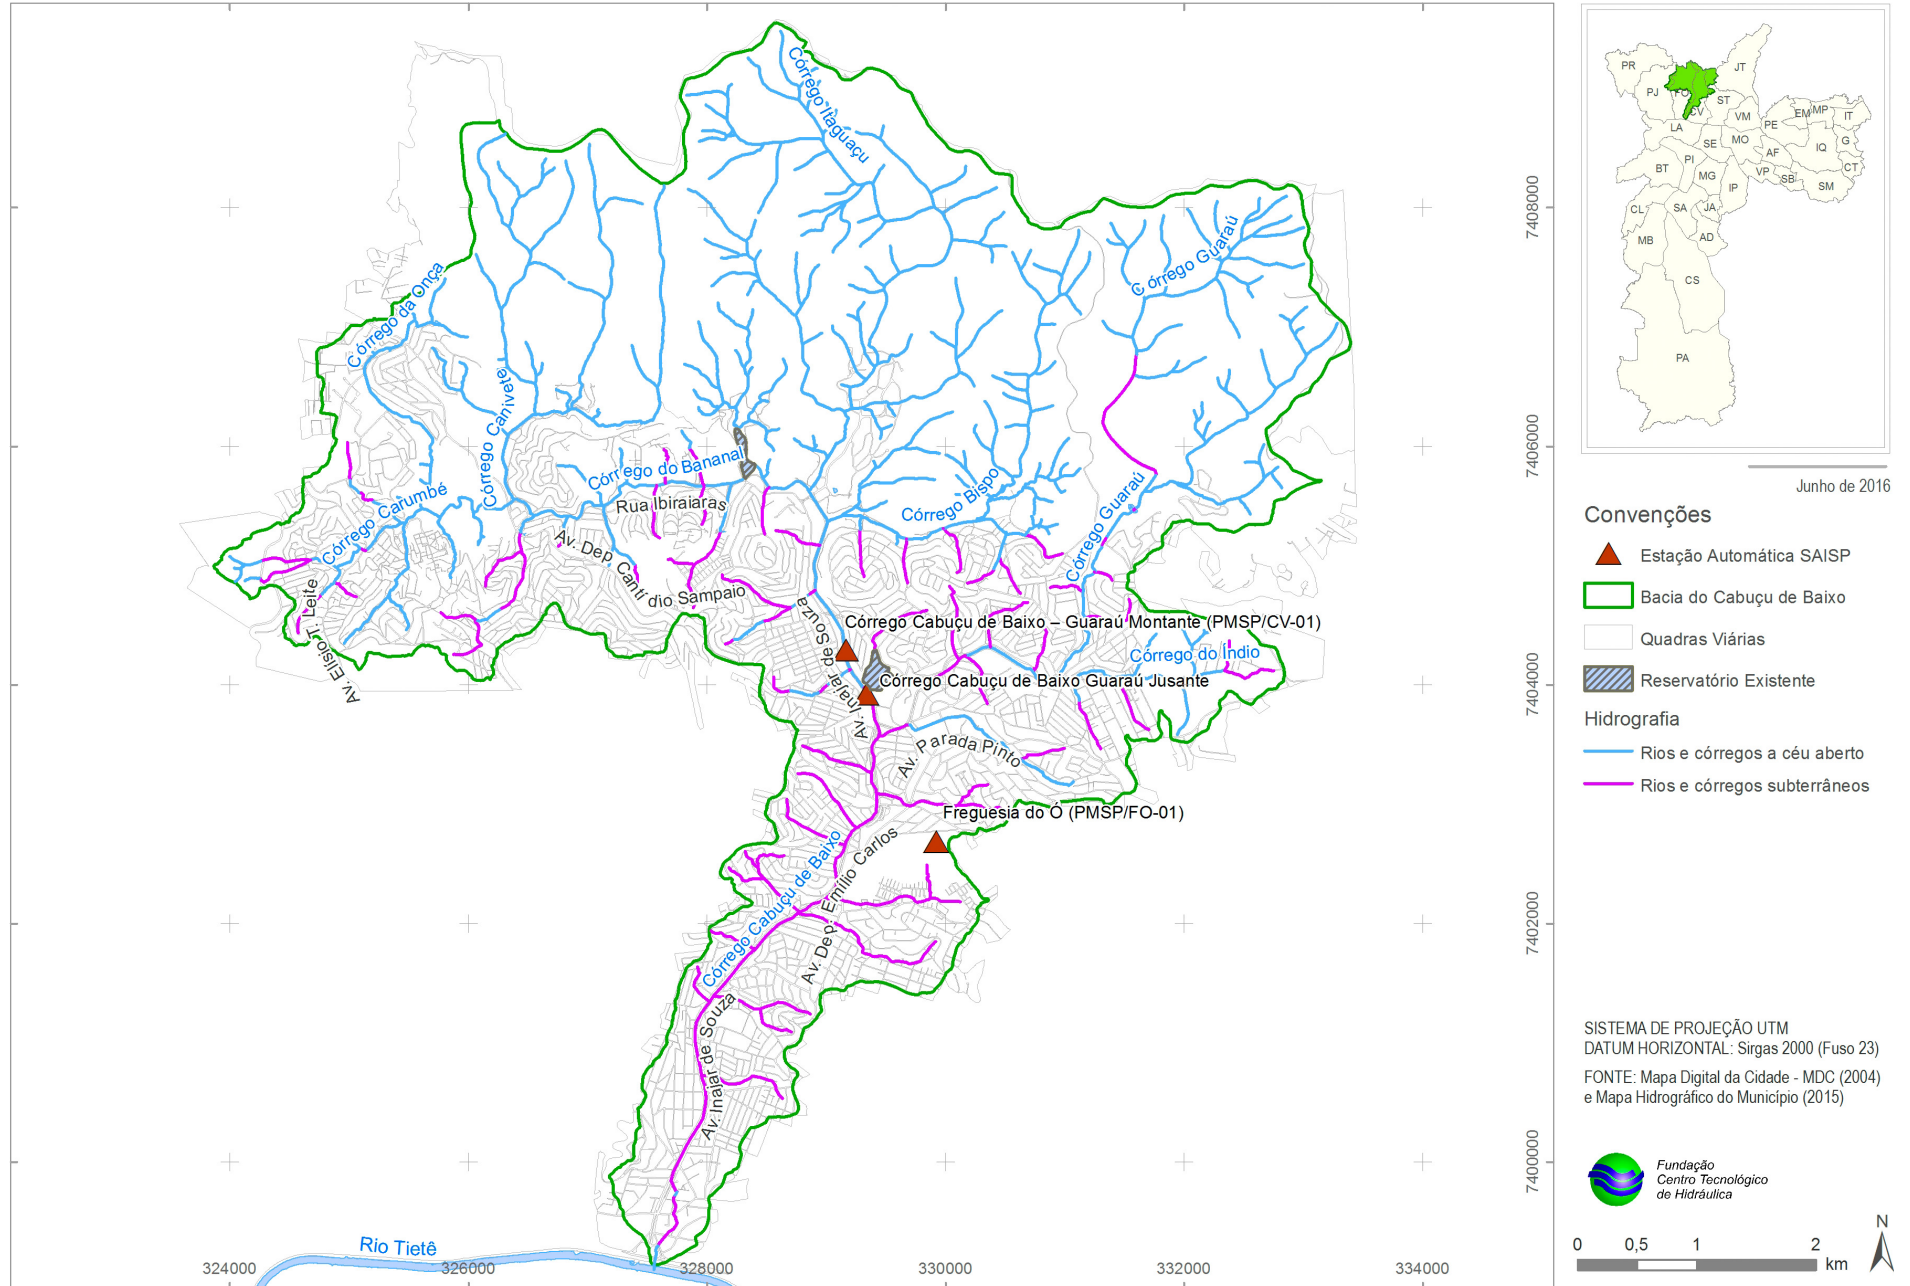 Córrego Itaguaçu
Córrego Guaraú
Córrego da Onça
Córrego Canivete
Córrego do Bananal
Rua Ibiraiaras
Córrego Bispo
Córrego Carumbé
Av. Dep. Cantídio Sampaio
Córrego Guaraú
Av. Elísio T. Leite
Av. Inajar de Souza
Córrego Cabuçu de Baixo – Guaraú Montante (PMSP/CV-01)
Córrego do Índio
Córrego Cabuçu de Baixo Guaraú Jusante
Av. Parada Pinto
Freguesia do Ó (PMSP/FO-01)
Córrego Cabuçu de Baixo
Av. Dep. Emílio Carlos
Av. Inajar de Souza
Rio Tietê
324000
326000
328000
330000
332000
334000
7408000
7406000
7404000
7402000
7400000
PR
JT
PJ
FO
CV
ST
LA
VM
PE
EM
MP
IT
SE
MO
AF
IQ
G
BT
PI
MG
IP
VP
SB
SM
CT
CL
SA
JA
MB
AD
CS
PA
Junho de 2016
Convenções
Estação Automática SAISP
Bacia do Cabuçu de Baixo
Quadras Viárias
Reservatório Existente
Hidrografia
Rios e córregos a céu aberto
Rios e córregos subterrâneos
SISTEMA DE PROJEÇÃO UTM
DATUM HORIZONTAL: Sirgas 2000 (Fuso 23)
FONTE: Mapa Digital da Cidade - MDC (2004)
e Mapa Hidrográfico do Município (2015)
Fundação
Centro Tecnológico
de Hidráulica
N
0 0,5 1 2
km